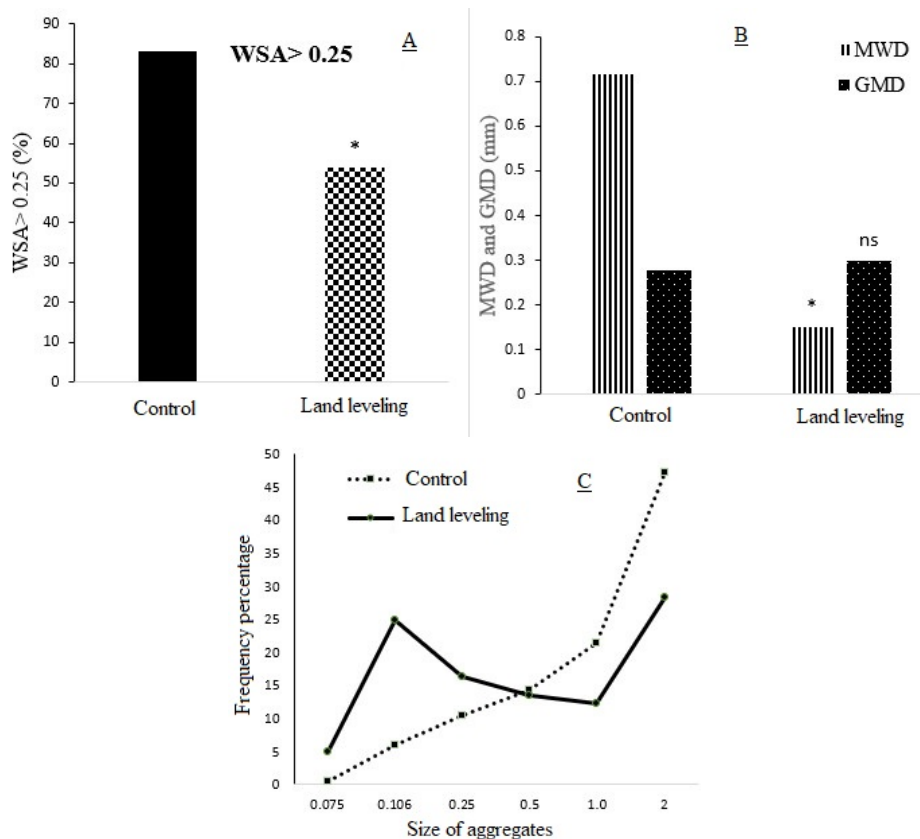 90
80
70
60
50
40
30
20
10
0
WSA> 0.25 (%)
WSA> 0.25
A
*
Control
Land leveling
0.8
0.7
0.6
0.5
0.4
0.3
0.2
0.1
0
MWD and GMD (mm)
B
MWD
GMD
*
ns
Control
Land leveling
50
45
40
35
30
25
20
15
10
5
0
Frequency percentage
Control
Land leveling
C
0.075 0.106 0.25 0.5 1.0 2
Size of aggregates